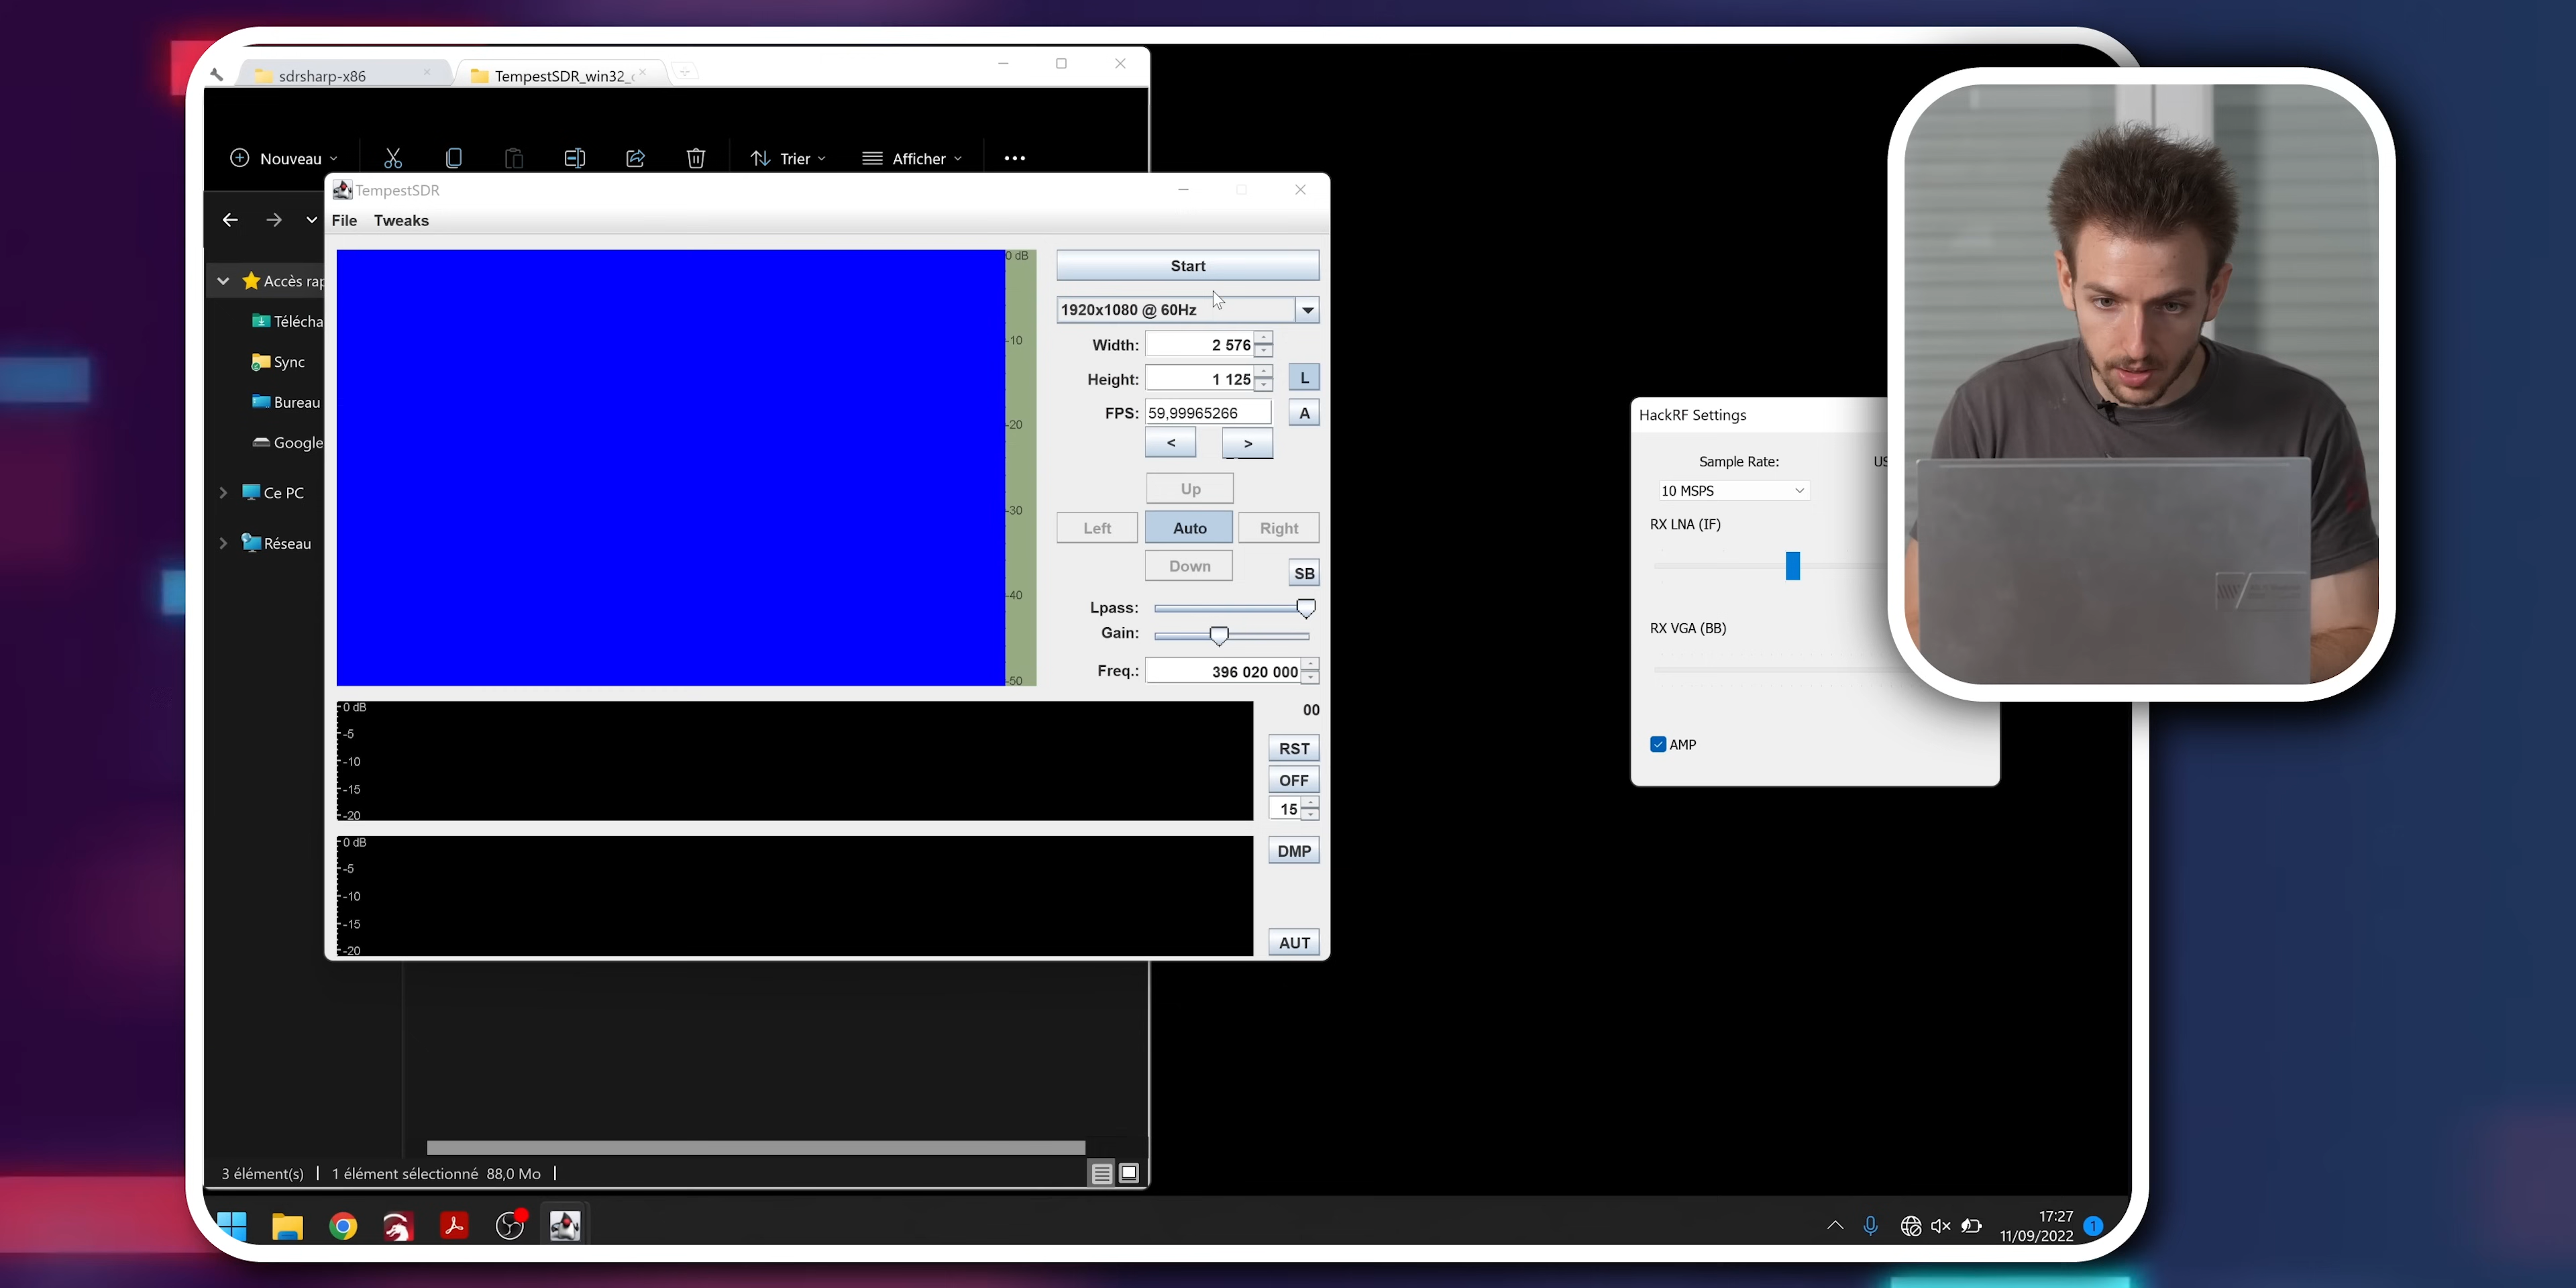 sdrsharp-x86
TempestSDR_win32_
Nouveau
Trier
Afficher
TempestSDR
File Tweaks
Accès rap
Télécha
Sync
Bureau
Google
Ce PC
Réseau
0 dB
-10
-20
-30
-40
-50
Start
1920x1080 @ 60Hz
Width: 2 576
Height: 1 125
L
FPS: 59,99965266
A
< >
Up
Left Auto Right
Down
SB
Lpass:
Gain:
Freq.: 396 020 000
0 dB
-5
-10
-15
-20
00
RST
OFF
15
0 dB
-5
-10
-15
-20
DMP
AUT
HackRF Settings
Sample Rate:
10 MSPS
RX LNA (IF)
RX VGA (BB)
AMP
3 élément(s) 1 élément sélectionné 88,0 Mo
17:27
11/09/2022
1